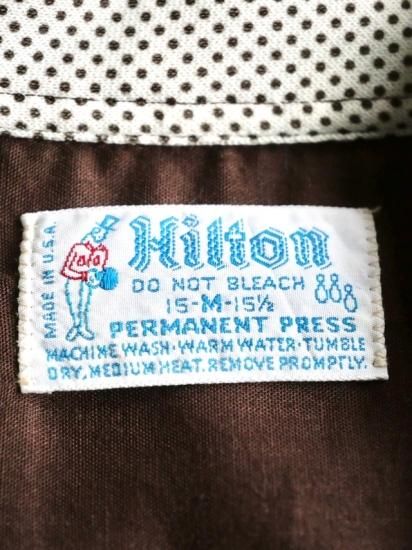 MADE IN U.S.A.
Hilton
DO NOT BLEACH
15-M-15½
PERMANENT PRESS
MACHINE WASH·WARM WATER·TUMBLE
DRY, MEDIUM HEAT. REMOVE PROMPTLY.